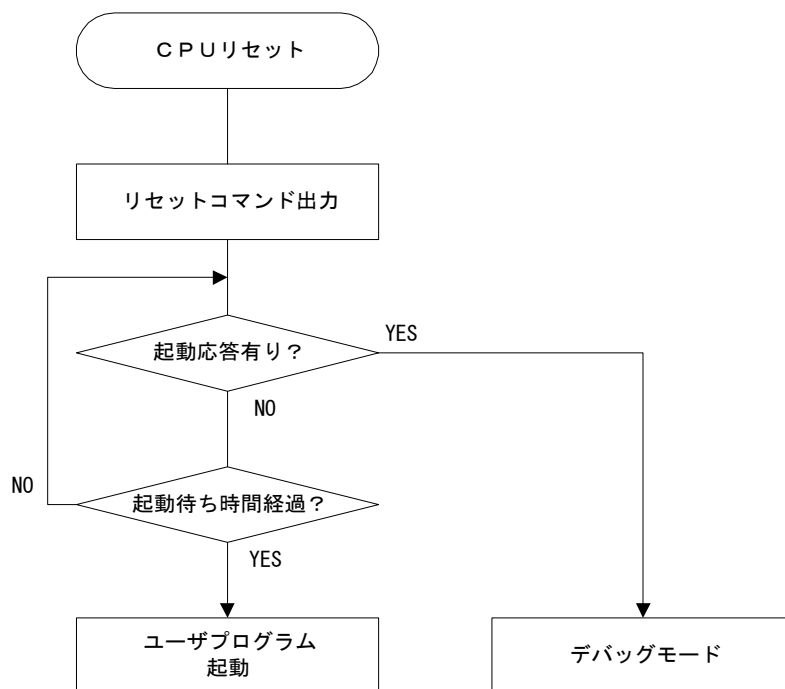 ＣＰＵリセット
リセットコマンド出力
起動応答有り？
YES
NO
起動待ち時間経過？
NO
YES
ユーザプログラム
起動
デバッグモード